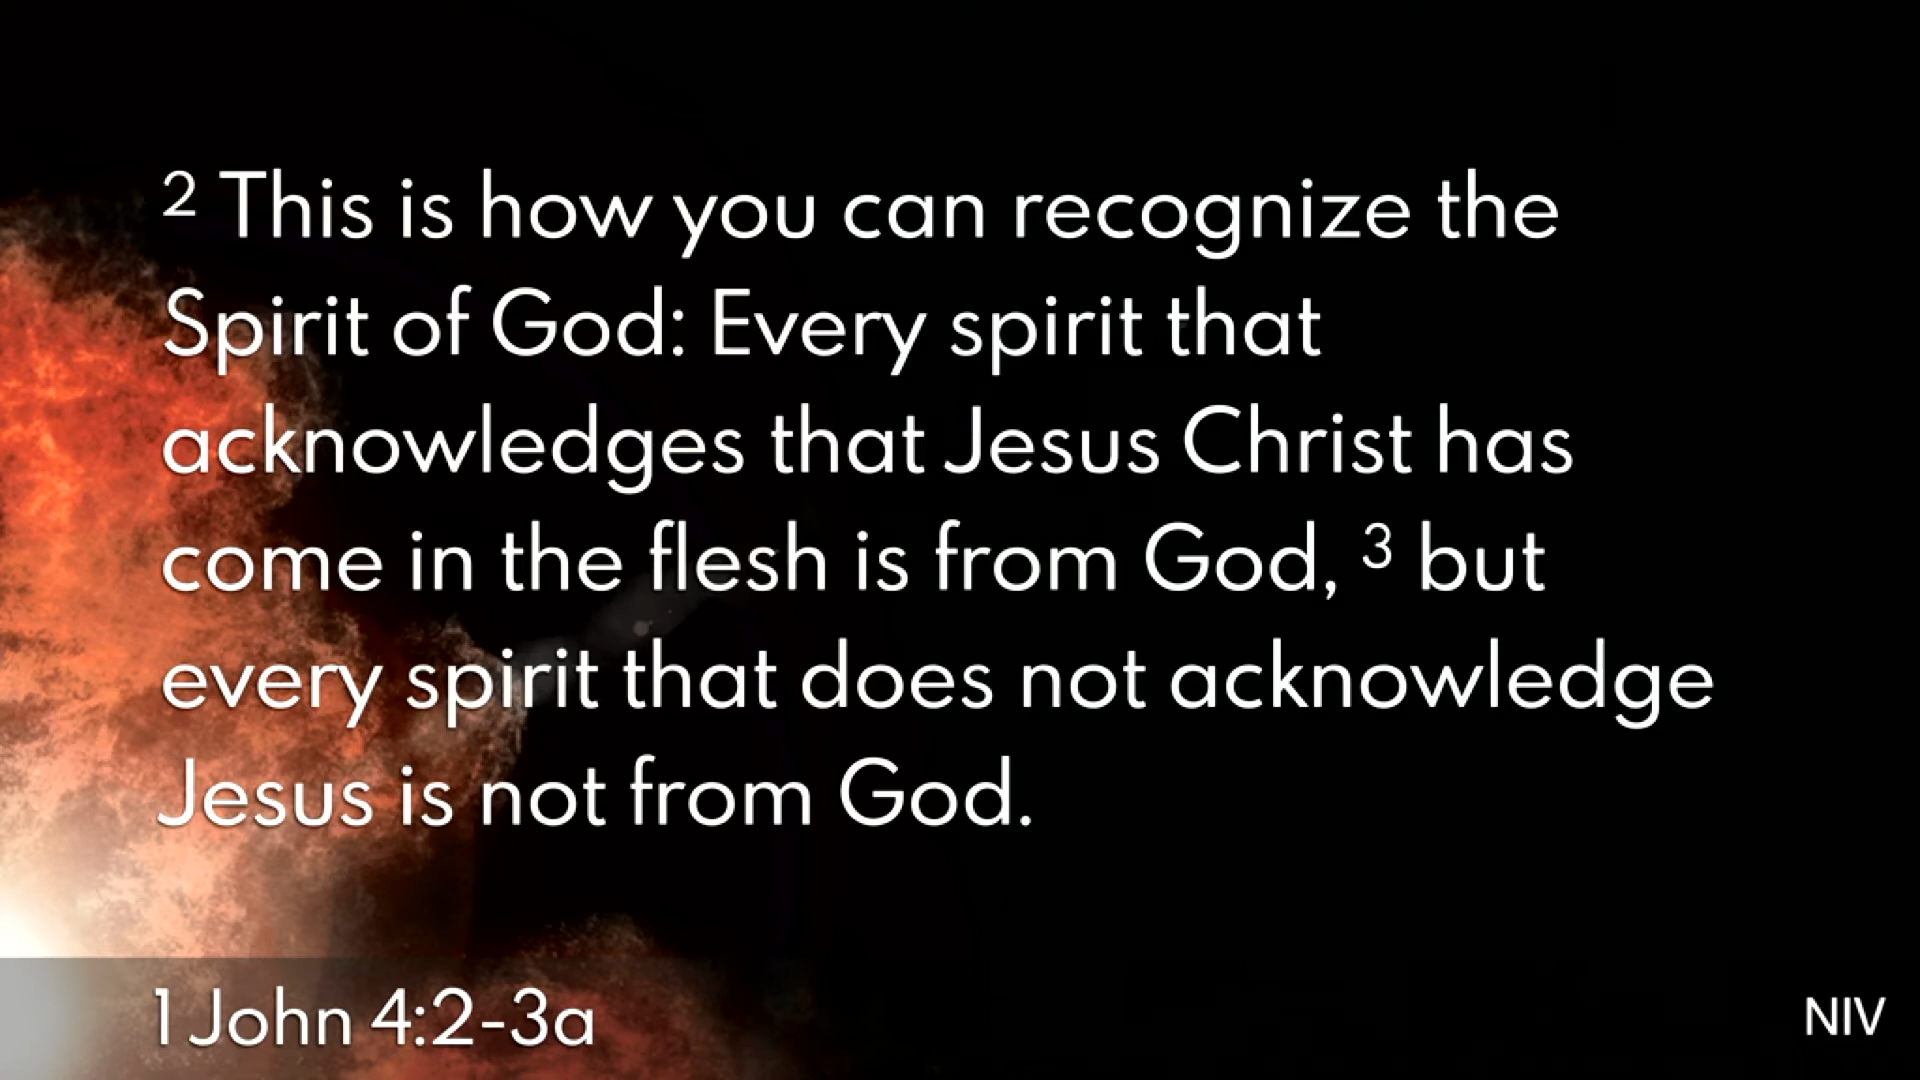 ² This is how you can recognize the
Spirit of God: Every spirit that
acknowledges that Jesus Christ has
come in the flesh is from God, ³ but
every spirit that does not acknowledge
Jesus is not from God.
1 John 4:2-3a
NIV